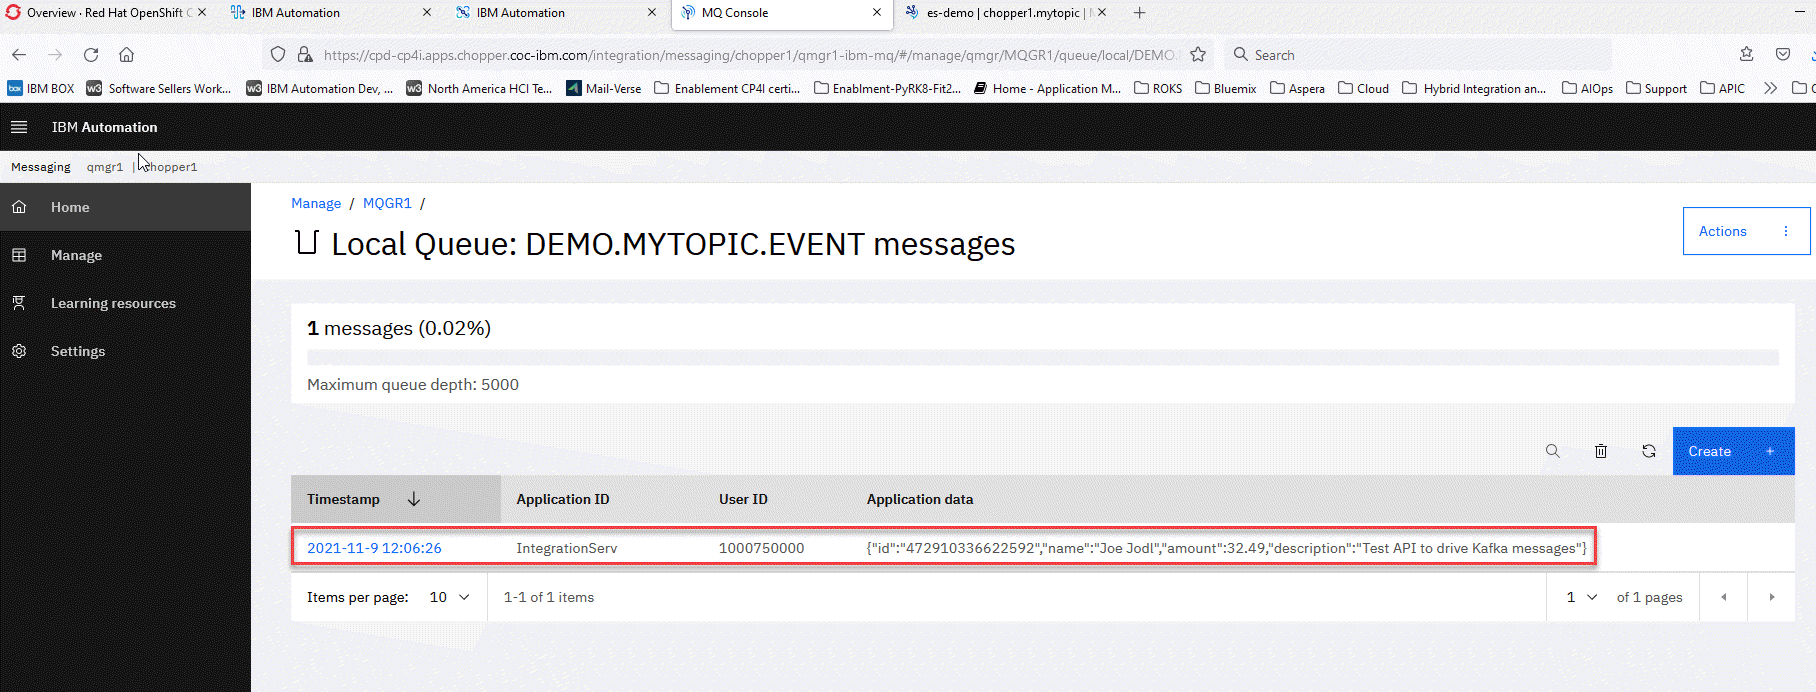 Overview · Red Hat OpenShift C
IBM Automation
IBM Automation
MQ Console
es-demo | chopper1.mytopic |
https://cpd-cp4i.apps.chopper.coc-ibm.com/integration/messaging/chopper1/qmgr1-ibm-mq/#/manage/qmgr/MQGR1/queue/local/DEMO.
Search
box IBM BOX
w3 Software Sellers Work...
w3 IBM Automation Dev, ...
w3 North America HCI Te...
Mail-Verse
Enablement CP4I certi...
Enablment-PyRK8-Fit2...
Home - Application M...
ROKS
Bluemix
Aspera
Cloud
Hybrid Integration an...
AIOps
Support
APIC
IBM Automation
Messaging qmgr1 | chopper1
Home
Manage
Learning resources
Settings
Manage / MQGR1 /
Local Queue: DEMO.MYTOPIC.EVENT messages
Actions
1 messages (0.02%)
Maximum queue depth: 5000
Create +
Timestamp Application ID User ID Application data
2021-11-9 12:06:26 IntegrationServ 1000750000 {"id":"472910336622592","name":"Joe Jodl","amount":32.49,"description":"Test API to drive Kafka messages"}
Items per page: 10 1-1 of 1 items 1 of 1 pages